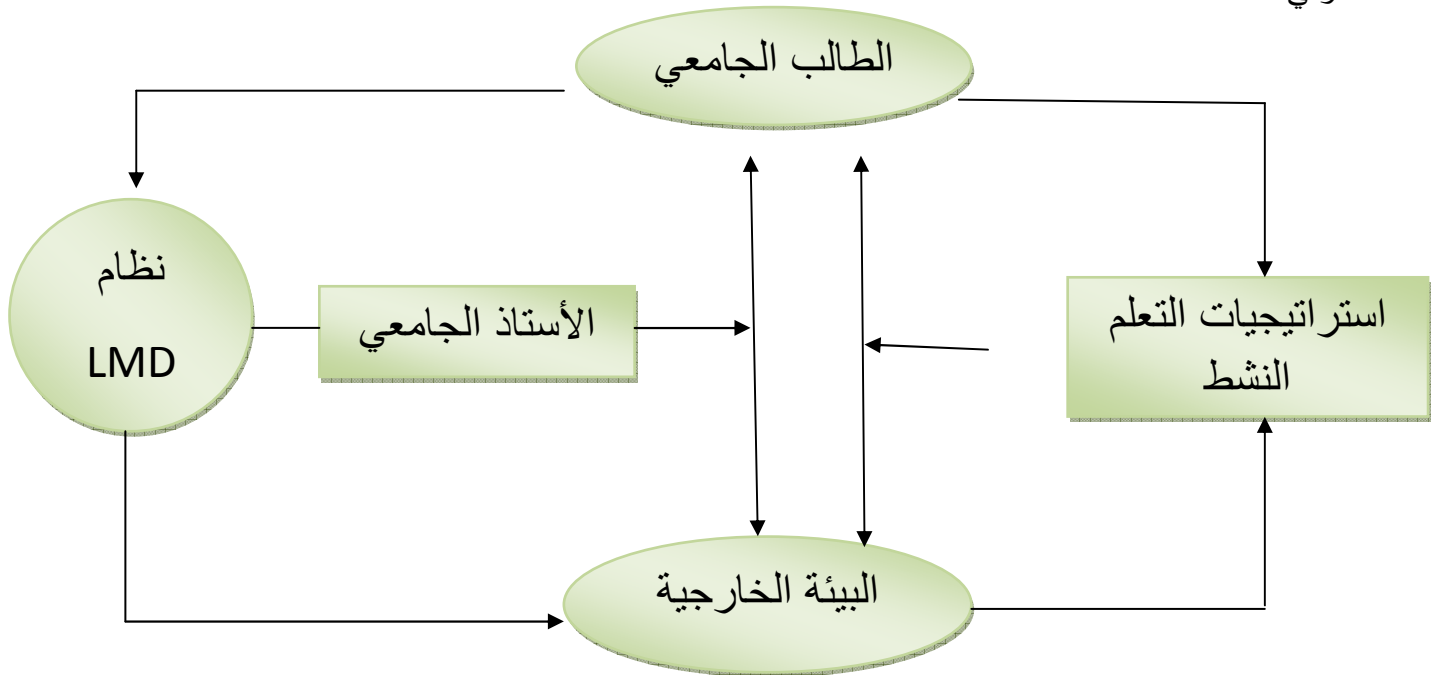 الطالب الجامعي
نظام
LMD
الأستاذ الجامعي
استراتيجيات التعلم
النشط
البيئة الخارجية